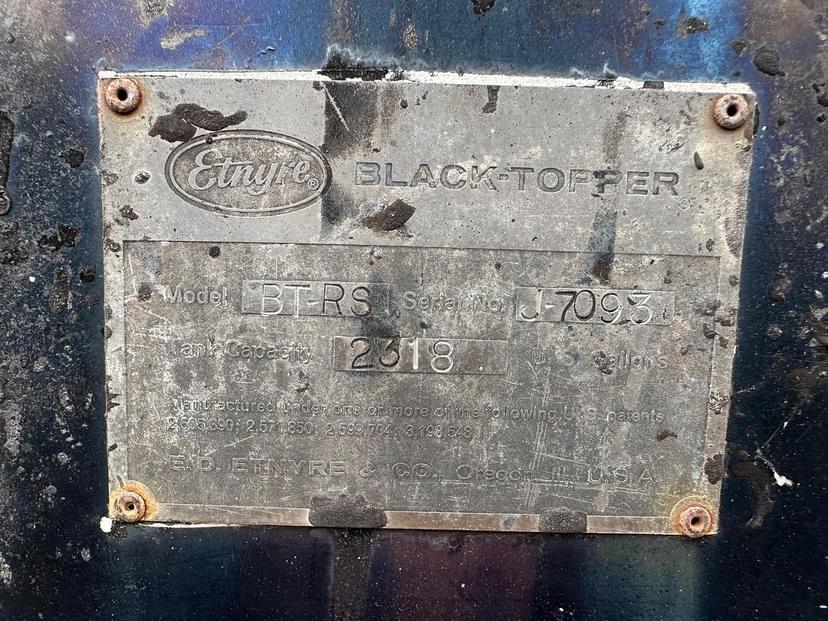 Etnyre® BLACK-TOPPER®
Model BT-RS Serial No. J-7093
Tank Capacity 2318 U.S. Gallons
Manufactured under one or more of the following U.S. patents
2,605,390; 2,571,850; 2,599,704; 3,198,548
E.D. ETNYRE & CO., Oregon, Ill., U.S.A.